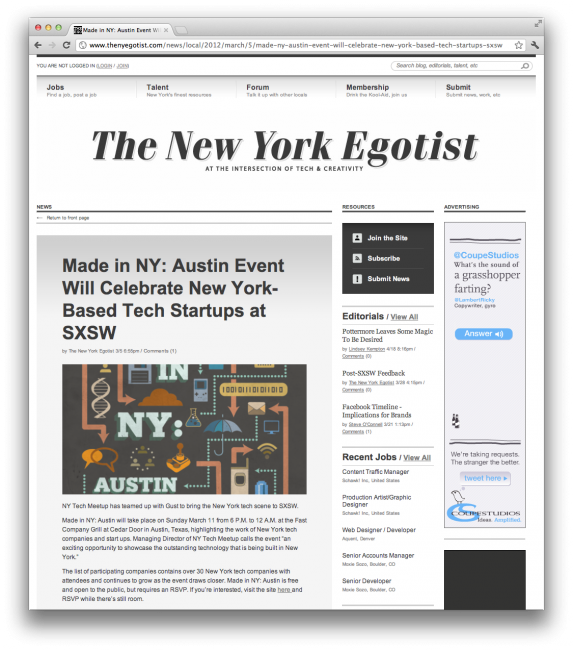 Made in NY: Austin Event Wi
www.thenyegotist.com/news/local/2012/march/5/made-ny-austin-event-will-celebrate-new-york-based-tech-startups-sxsw
YOU ARE NOT LOGGED IN (LOGIN / JOIN)
Search blog, editorials, talent, etc
Jobs
Find a job, post a job
Talent
New York's finest resources
Forum
Talk it up with other locals
Membership
Drink the Kool-Aid, join us
Submit
Submit news, work, etc
The New York Egotist
AT THE INTERSECTION OF TECH & CREATIVITY
NEWS
← Return to front page
Made in NY: Austin Event
Will Celebrate New York-
Based Tech Startups at
SXSW
by The New York Egotist 3/5 6:55pm / Comments (1)
IN
NY:
10010111101011
IN
AUSTIN
NY Tech Meetup has teamed up with Gust to bring the New York tech scene to SXSW.
Made in NY: Austin will take place on Sunday March 11 from 6 P.M. to 12 A.M. at the Fast
Company Grill at Cedar Door in Austin, Texas, highlighting the work of New York tech
companies and start ups. Managing Director of NY Tech Meetup calls the event "an
exciting opportunity to showcase the outstanding technology that is being built in New
York."
The list of participating companies contains over 30 New York tech companies with
attendees and continues to grow as the event draws closer. Made in NY: Austin is free
and open to the public, but requires an RSVP. If you're interested, visit the site here and
RSVP while there's still room.
RESOURCES
Join the Site
Subscribe
Submit News
Editorials / View All
Pottermore Leaves Some Magic
To Be Desired
by Lindsey Kempton 4/18 8:16pm /
Comments (0)
Post-SXSW Feedback
by The New York Egotist 3/26 4:15pm /
Comments (0)
Facebook Timeline -
Implications for Brands
by Steve O'Connell 3/21 1:13pm /
Comments (1)
Recent Jobs / View All
Content Traffic Manager
Schawk! Inc, United States
Production Artist/Graphic
Designer
Schawk! Inc, United States
Web Designer / Developer
Aquent, Denver
Senior Accounts Manager
Moxie Sozo, Boulder, CO
Senior Developer
Moxie Sozo, Boulder, CO
ADVERTISING
@CoupeStudios
What's the sound of
a grasshopper
farting?
#LambertRicky
Copywriter, gyro
Answer
We're taking requests.
The stranger the better.
tweet here
COUPESTUDIOS
Ideas. Amplified.